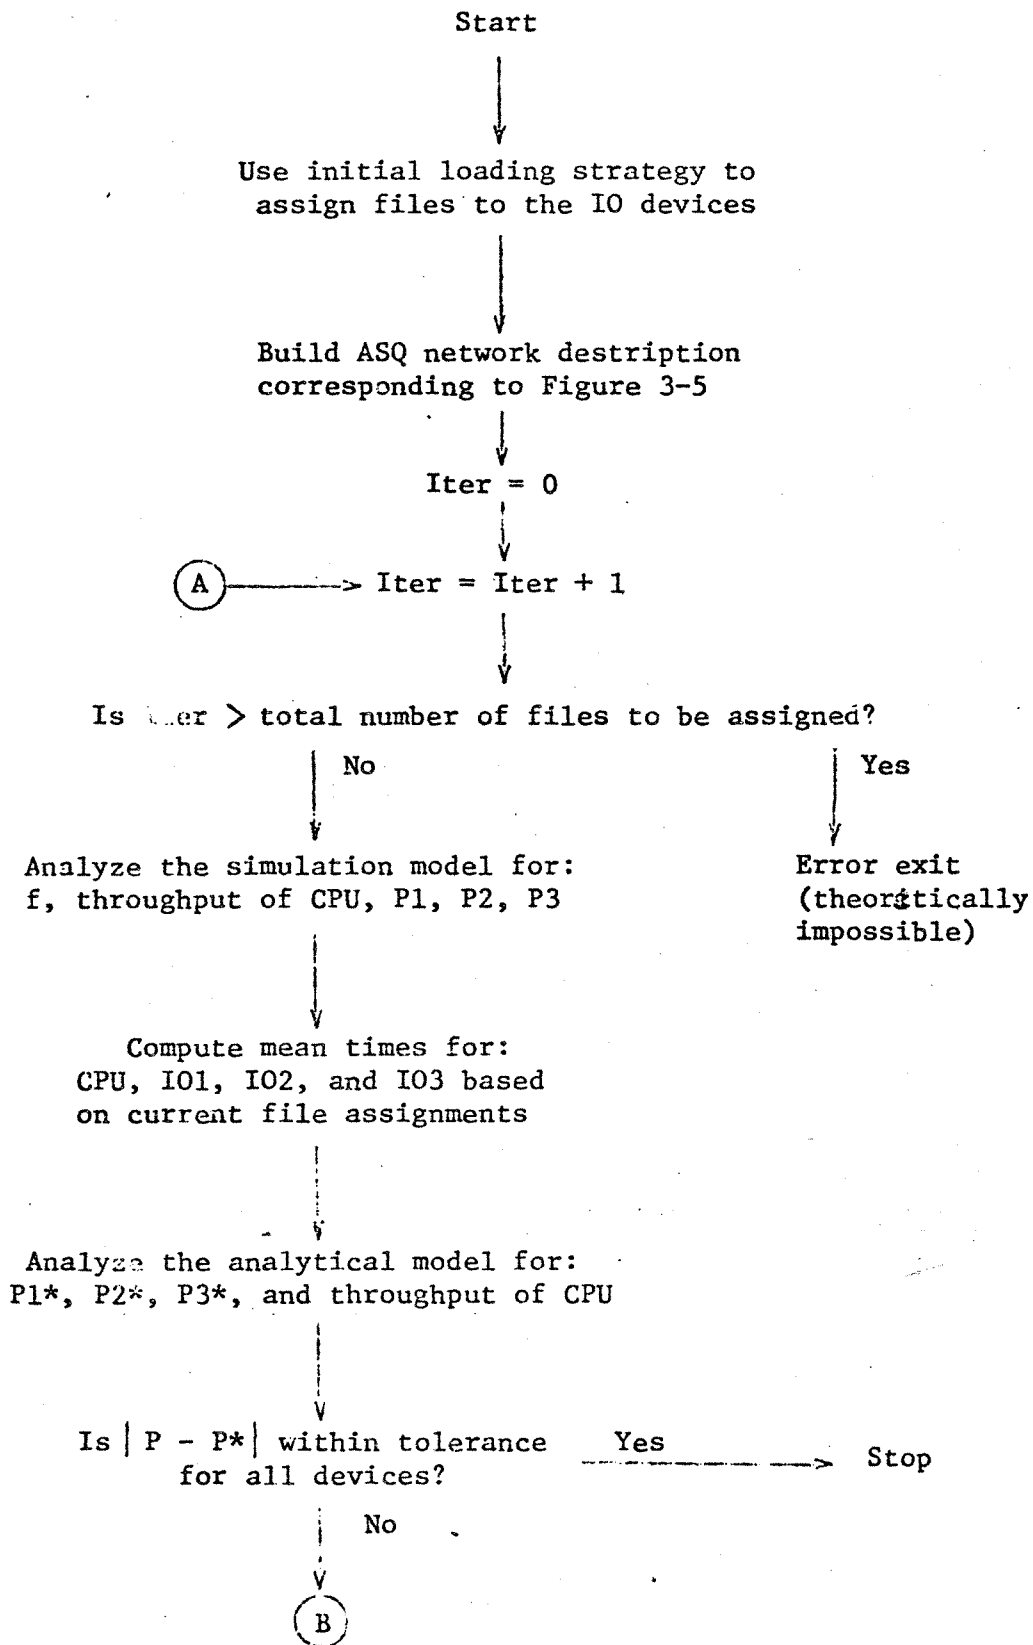 Start
Use initial loading strategy to
assign files to the IO devices
Build ASQ network destription
corresponding to Figure 3-5
Iter = 0
A
Iter = Iter + 1
Is > total number of files to be assigned?
No
Yes
Analyze the simulation model for:
f, throughput of CPU, P1, P2, P3
Error exit
(theoritically
impossible)
Compute mean times for:
CPU, IO1, IO2, and IO3 based
on current file assignments
Analyze the analytical model for:
P1*, P2*, P3*, and throughput of CPU
Is | P - P* | within tolerance
for all devices?
Yes
Stop
No
B